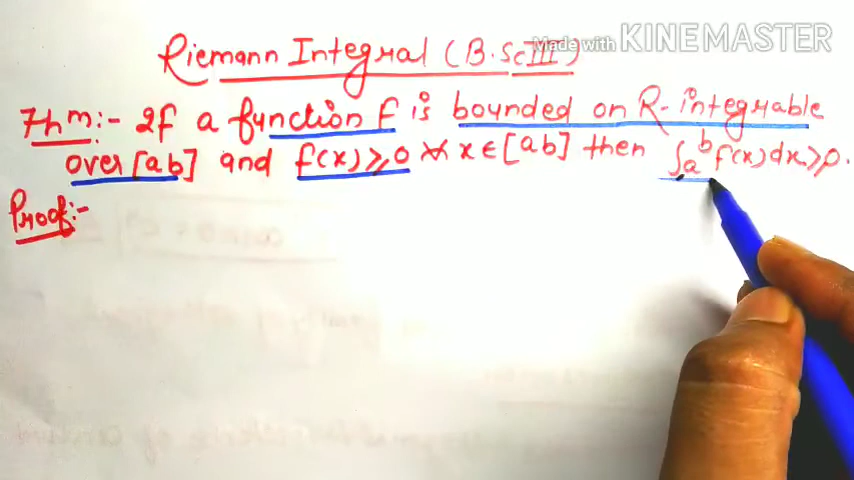 Made with KINEMASTER
Riemann Integral (B.Sc III)
Thm:- If a function f is bounded on R-integrable
over [ab] and f(x)≥0 ∀ x∈[ab] then ∫ₐᵇ f(x)dx≥0.
Proof:-